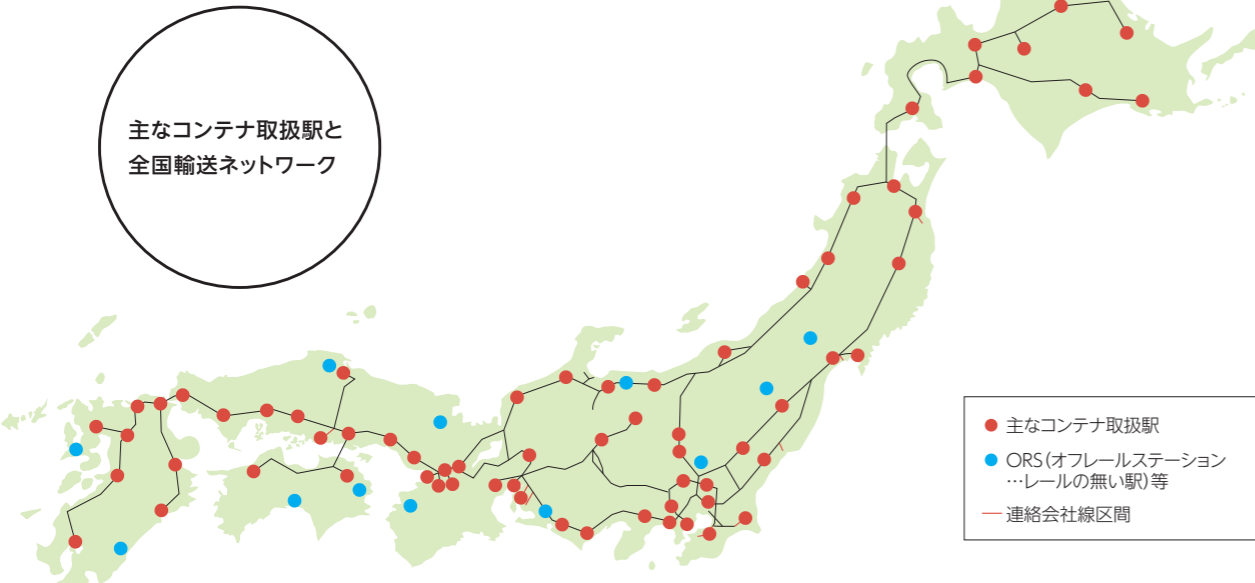 主なコンテナ取扱駅と
全国輸送ネットワーク
主なコンテナ取扱駅
ORS(オフレールステーション
…レールの無い駅)等
連絡会社線区間